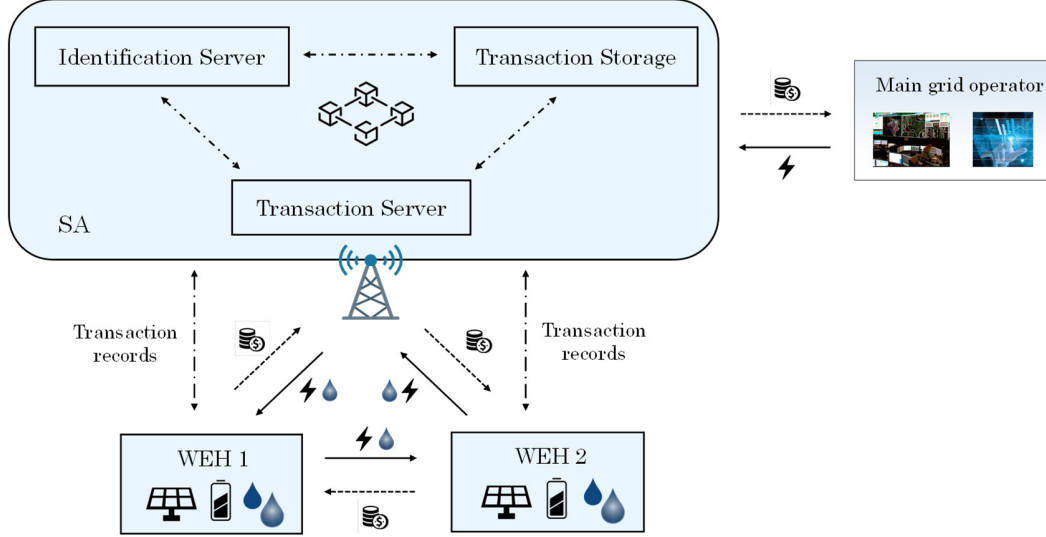 Identification Server
Transaction Storage
Main grid operator
Transaction Server
SA
Transaction
records
Transaction
records
WEH 1
WEH 2